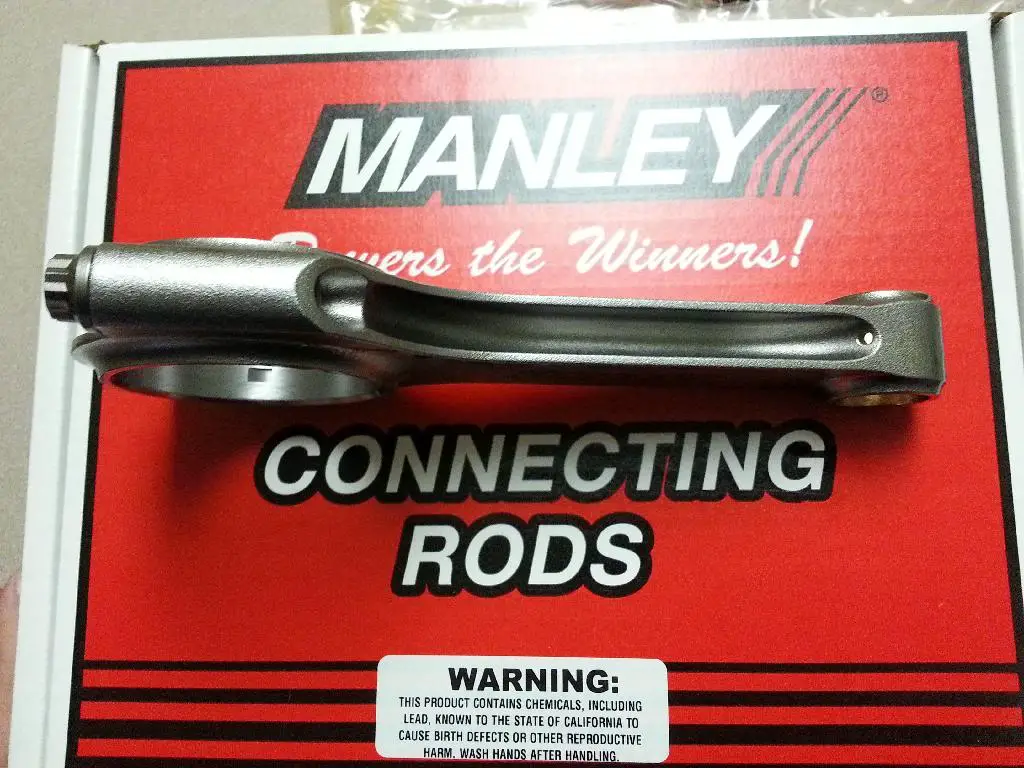 MANLEY®
the Winners!
CONNECTING
RODS
WARNING:
THIS PRODUCT CONTAINS CHEMICALS, INCLUDING
LEAD, KNOWN TO THE STATE OF CALIFORNIA TO
CAUSE BIRTH DEFECTS OR OTHER REPRODUCTIVE
HARM. WASH HANDS AFTER HANDLING.